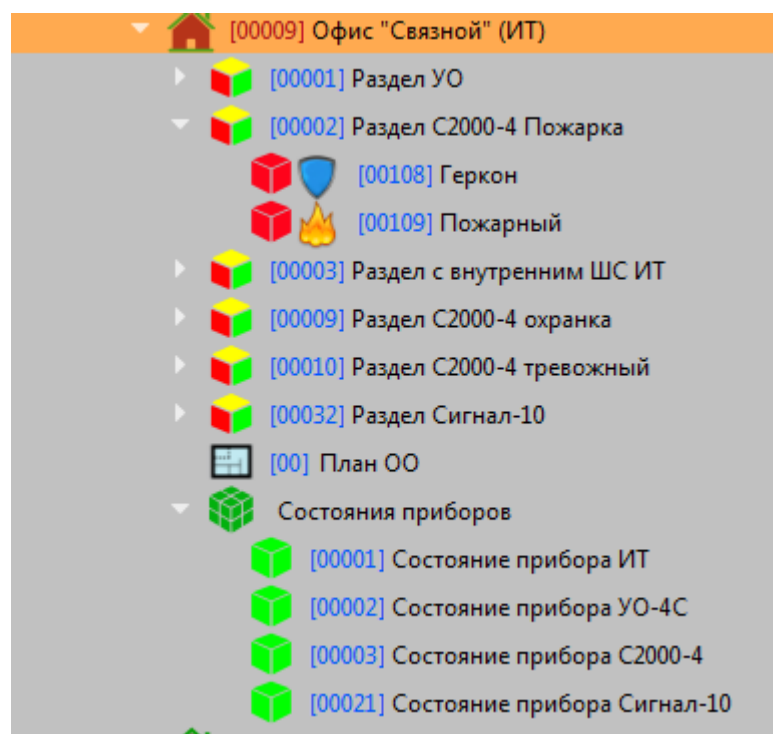 [00009] Офис "Связной" (ИТ)
[00001] Раздел УО
[00002] Раздел С2000-4 Пожарка
[00108] Геркон
[00109] Пожарный
[00003] Раздел с внутренним ШС ИТ
[00009] Раздел С2000-4 охранка
[00010] Раздел С2000-4 тревожный
[00032] Раздел Сигнал-10
[00] План ОО
Состояния приборов
[00001] Состояние прибора ИТ
[00002] Состояние прибора УО-4С
[00003] Состояние прибора С2000-4
[00021] Состояние прибора Сигнал-10